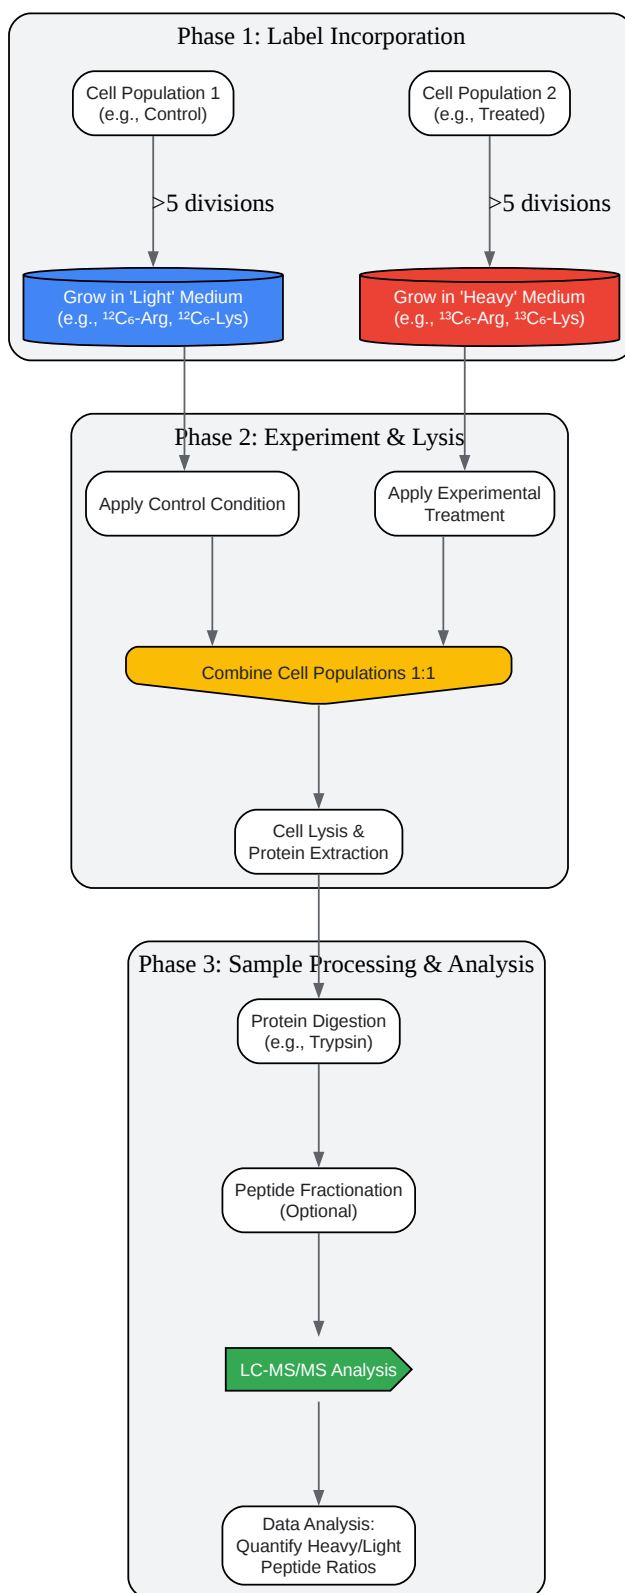 Phase 1: Label Incorporation
Cell Population 1
(e.g., Control)
Cell Population 2
(e.g., Treated)
>5 divisions
>5 divisions
Grow in 'Light' Medium
(e.g., ¹²C₆-Arg, ¹²C₆-Lys)
Grow in 'Heavy' Medium
(e.g., ¹³C₆-Arg, ¹³C₆-Lys)
Phase 2: Experiment & Lysis
Apply Control Condition
Apply Experimental
Treatment
Combine Cell Populations 1:1
Cell Lysis &
Protein Extraction
Phase 3: Sample Processing & Analysis
Protein Digestion
(e.g., Trypsin)
Peptide Fractionation
(Optional)
LC-MS/MS Analysis
Data Analysis:
Quantify Heavy/Light
Peptide Ratios